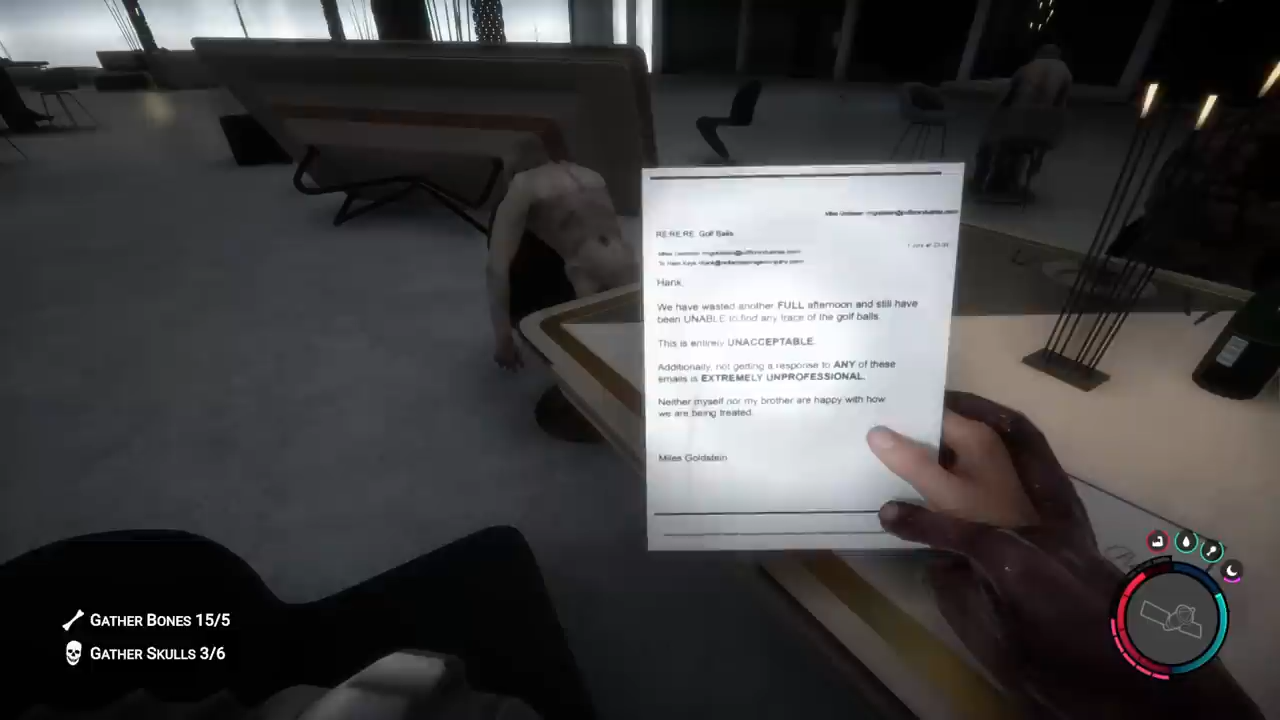 RE:RE:RE: Golf Balls
Hank,
We have wasted another FULL afternoon and still have
been UNABLE to find any trace of the golf balls.
This is entirely UNACCEPTABLE.
Additionally, not getting a response to ANY of these
emails is EXTREMELY UNPROFESSIONAL.
Neither myself nor my brother are happy with how
we are being treated.
Miles Goldstein
GATHER BONES 15/5
GATHER SKULLS 3/6